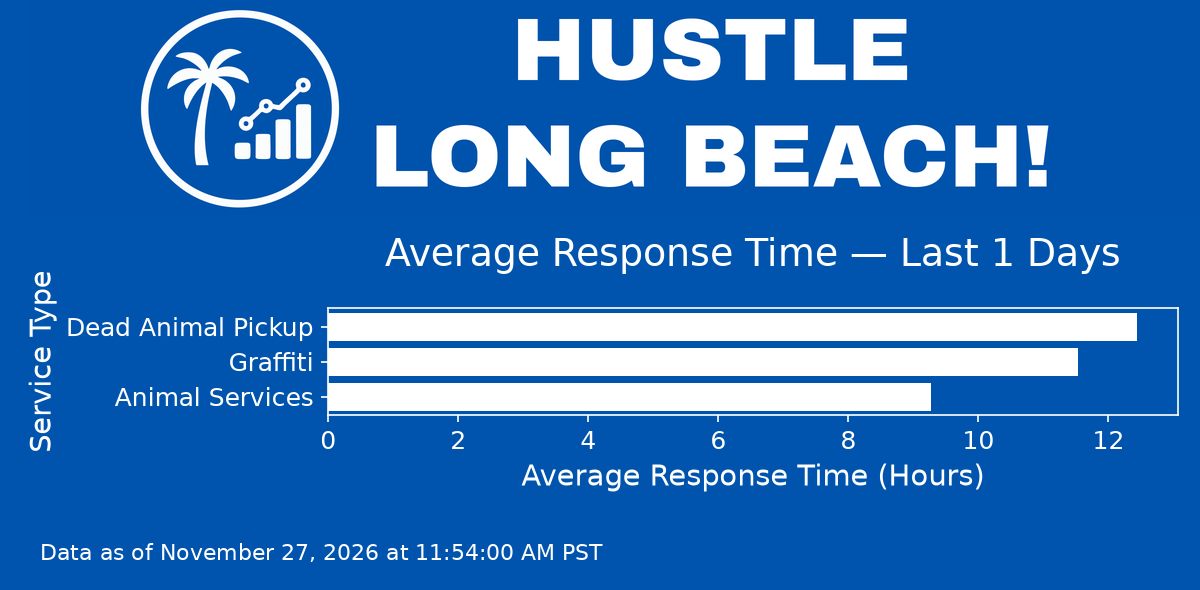 HUSTLE
LONG BEACH!
Average Response Time — Last 1 Days
Service Type
Dead Animal Pickup
Graffiti
Animal Services
0 2 4 6 8 10 12
Average Response Time (Hours)
Data as of November 27, 2026 at 11:54:00 AM PST